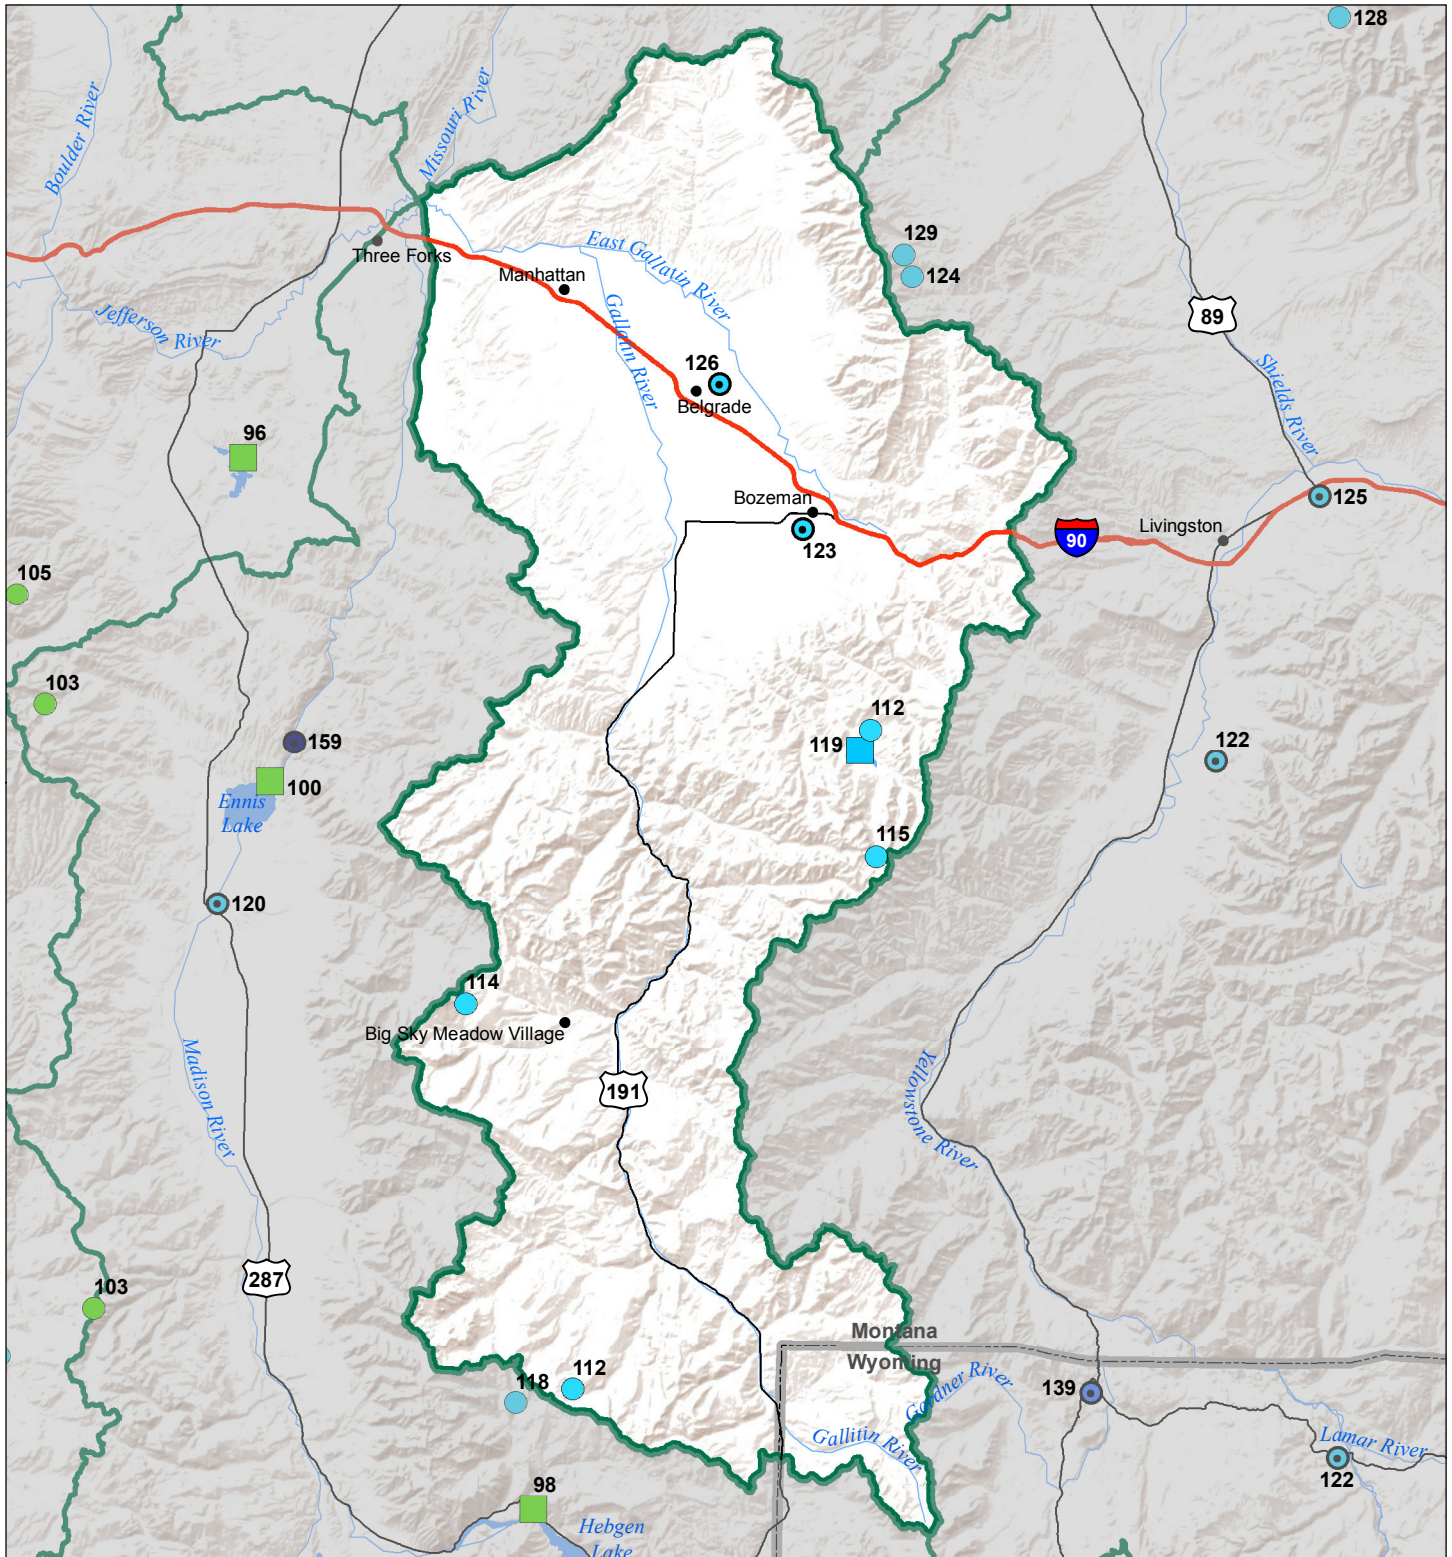 128
Boulder River
Missouri River
129
124
East Gallatin River
Three Forks
Manhattan
Gallatin River
89
Jefferson River
Shields River
126
Belgrade
96
Bozeman
123
90
Livingston
125
105
103
112
119
159
100
Ennis
Lake
122
115
120
114
Big Sky Meadow Village
Madison River
191
Yellowstone River
287
103
Montana
Wyoming
118
112
Gardner River
139
Gallitin River
Lamar River
122
98
Hebgen
Lake